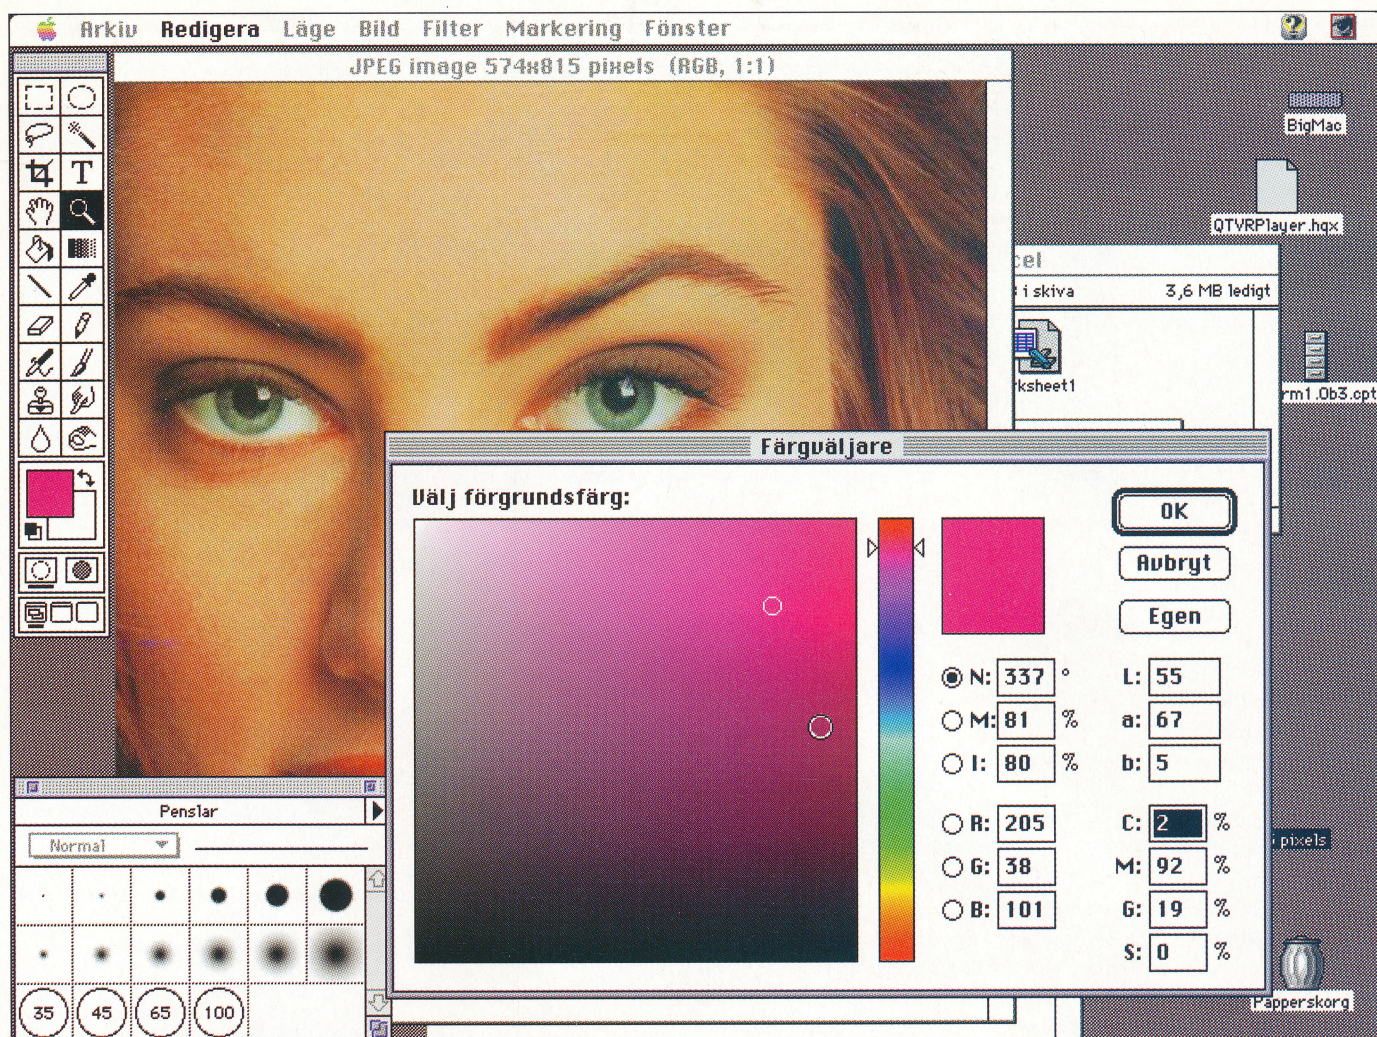 Arkiv Redigera Läge Bild Filter Markering Fönster
JPEG image 574x815 pixels (RGB, 1:1)
BigMac
QTVRPlayer.hqx
cel
i skiva 3,6 MB ledigt
ksheet1
rm1.0b3.cpt
T
Färgväljare
Välj förgrundsfärg:
OK
Avbryt
Egen
N: 337 °
M: 81 %
I: 80 %
R: 205
G: 38
B: 101
L: 55
a: 67
b: 5
C: 2 %
M: 92 %
G: 19 %
S: 0 %
Penslar
Normal
35 45 65 100
pixels
Papperskorg